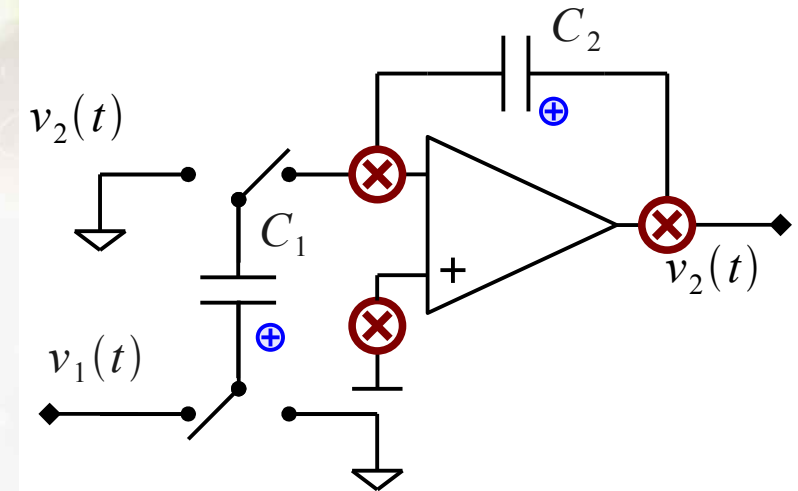 C₂
v₂(t)
C₁
+
v₂(t)
v₁(t)